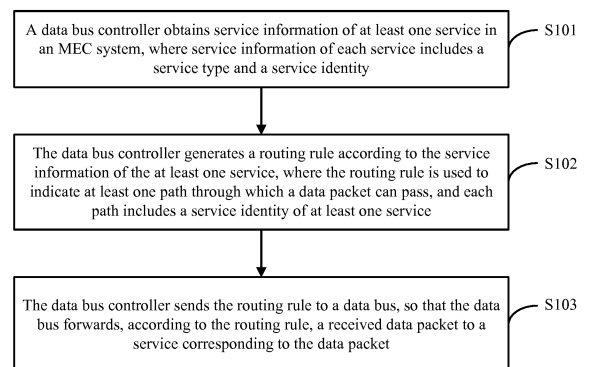 A data bus controller obtains service information of at least one service in
an MEC system, where service information of each service includes a
service type and a service identity
S101
The data bus controller generates a routing rule according to the service
information of the at least one service, where the routing rule is used to
indicate at least one path through which a data packet can pass, and each
path includes a service identity of at least one service
S102
The data bus controller sends the routing rule to a data bus, so that the data
bus forwards, according to the routing rule, a received data packet to a
service corresponding to the data packet
S103